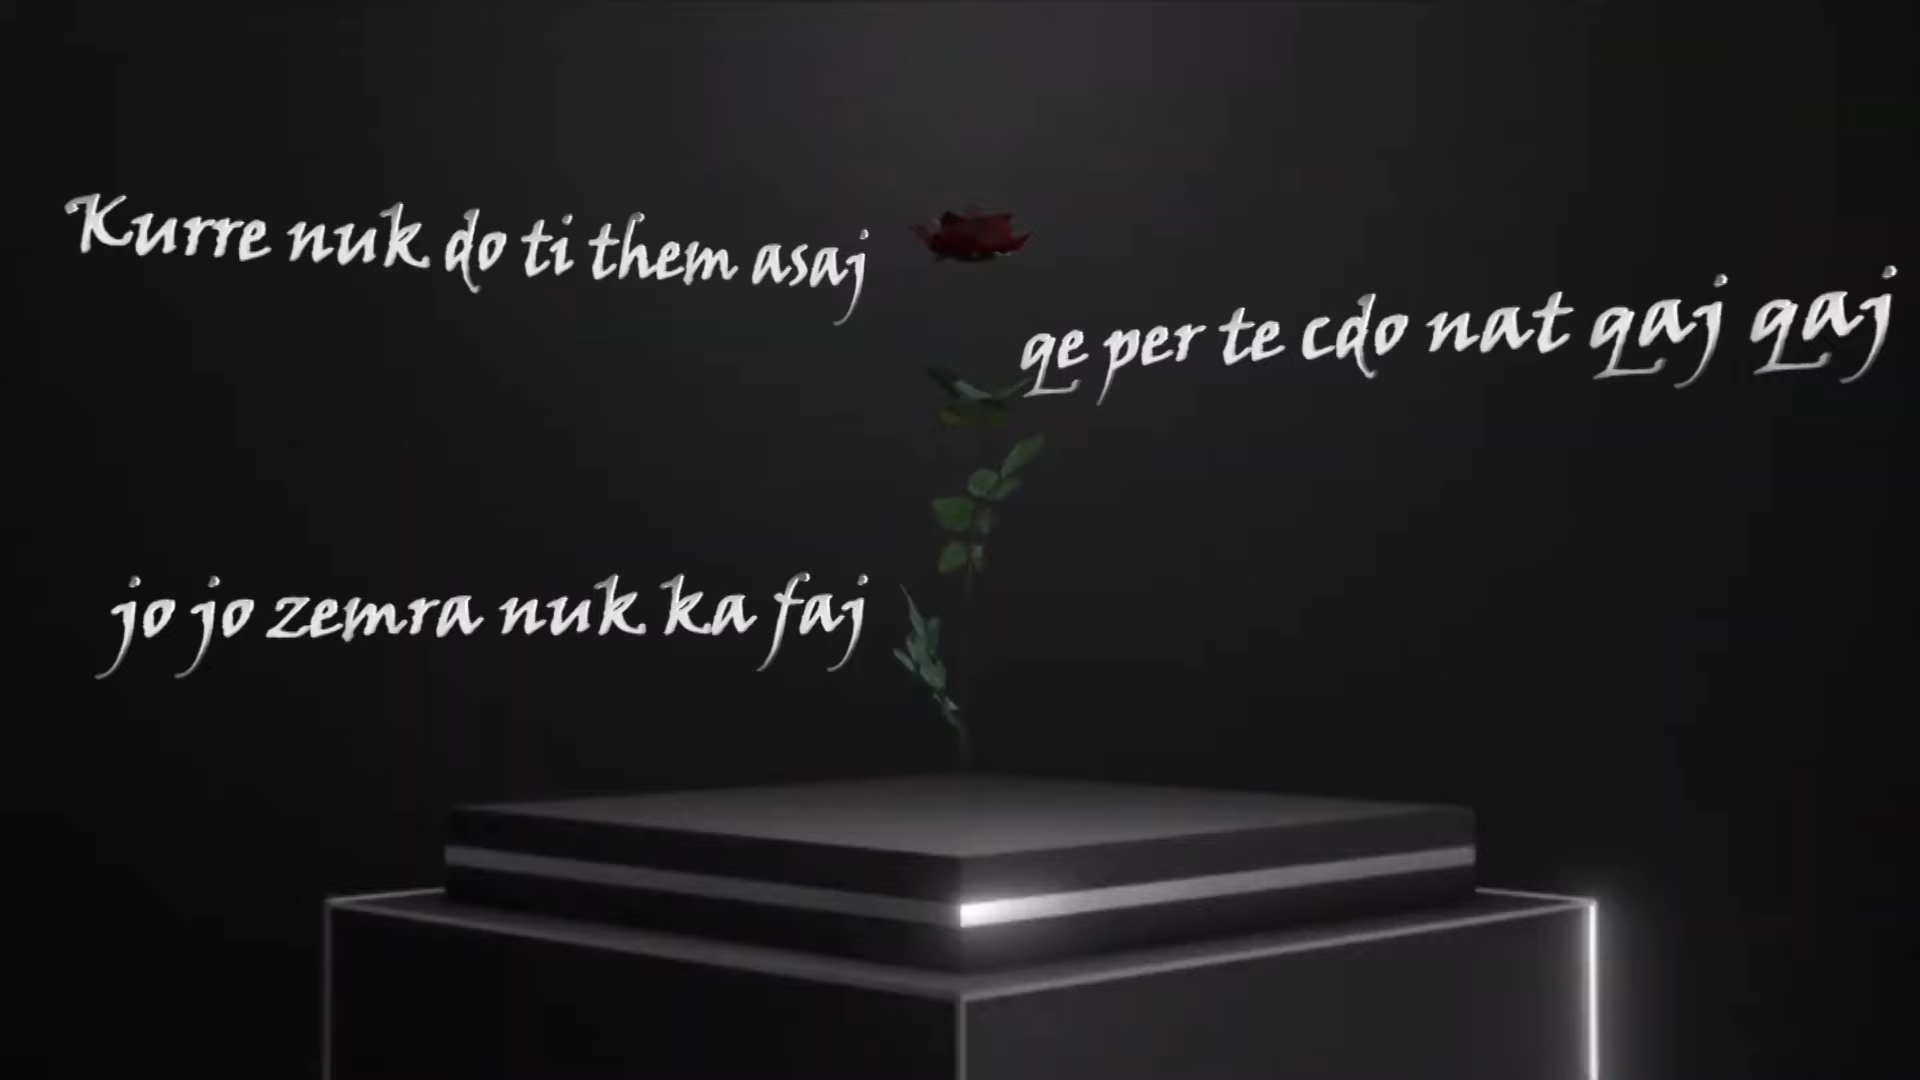 Kurre nuk do ti them asaj
qe per te cdo nat qaj qaj
jo jo zemra nuk ka faj